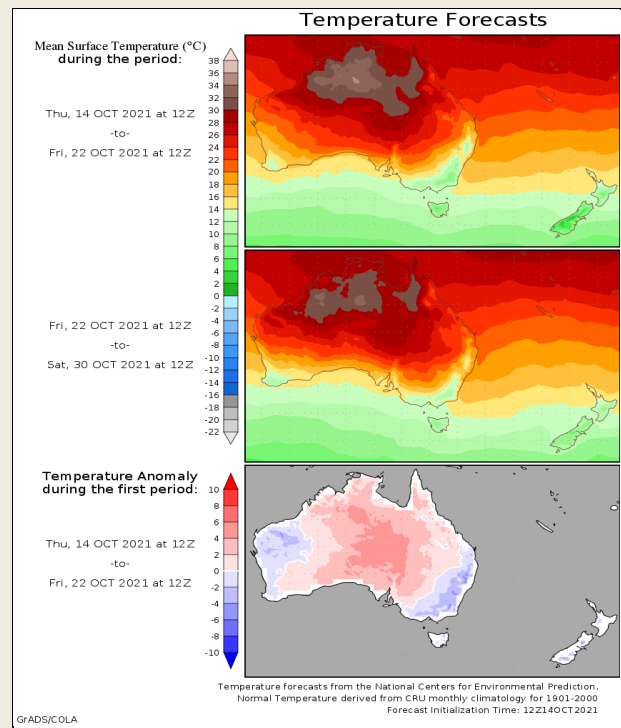 Temperature Forecasts
Mean Surface Temperature (°C)
during the period:
Thu, 14 OCT 2021 at 12Z
-to-
Fri, 22 OCT 2021 at 12Z
38
36
34
32
30
28
26
24
22
20
18
16
14
12
10
8
6
4
2
0
-2
-4
-6
-8
-10
-12
-14
-16
-18
-20
-22
Fri, 22 OCT 2021 at 12Z
-to-
Sat, 30 OCT 2021 at 12Z
Temperature Anomaly
during the first period:
Thu, 14 OCT 2021 at 12Z
-to-
Fri, 22 OCT 2021 at 12Z
10
8
6
4
2
0
-2
-4
-6
-8
-10
Temperature forecasts from the National Centers for Environmental Prediction.
Normal Temperature derived from CRU monthly climatology for 1901-2000
Forecast Initialization Time: 12Z14OCT2021
GrADS/COLA